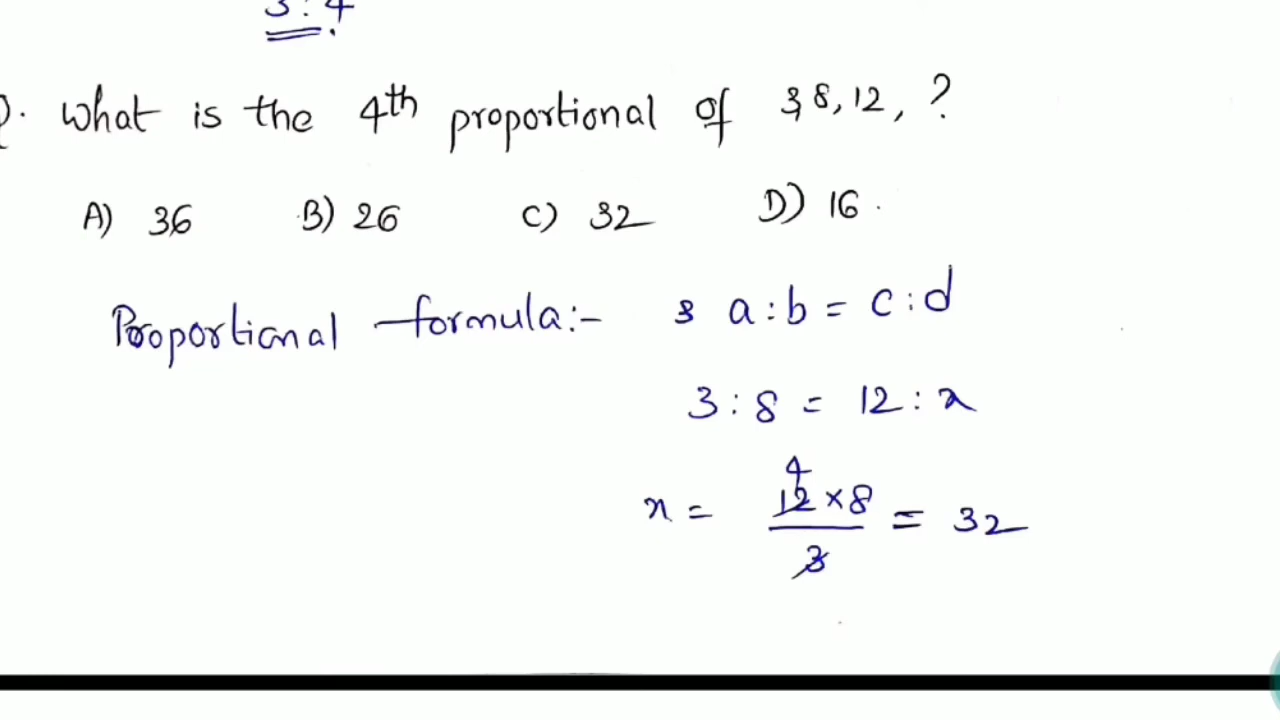 3 : 4
Q. What is the 4th proportional of 3, 8, 12, ?
A) 36 B) 26 C) 32 D) 16.
Proportional formula:- a : b = c : d
3 : 8 = 12 : x
4
x = 12 × 8 = 32
3